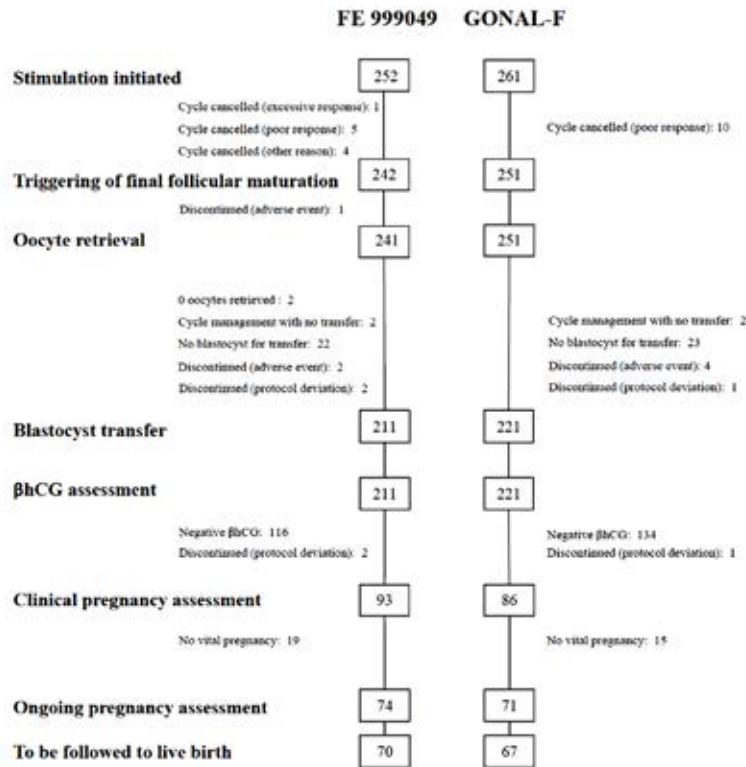 FE 999049 GONAL-F
Stimulation initiated 252 261
Cycle cancelled (excessive response): 1
Cycle cancelled (poor response): 5 Cycle cancelled (poor response): 10
Cycle cancelled (other reason): 4
Triggering of final follicular maturation 242 251
Discontinued (adverse event): 1
Oocyte retrieval 241 251
0 oocytes retrieved : 2
Cycle management with no transfer: 2 Cycle management with no transfer: 2
No blastocyst for transfer: 22 No blastocyst for transfer: 23
Discontinued (adverse event): 2 Discontinued (adverse event): 4
Discontinued (protocol deviation): 2 Discontinued (protocol deviation): 1
Blastocyst transfer 211 221
βhCG assessment 211 221
Negative βhCG: 116 Negative βhCG: 134
Discontinued (protocol deviation): 2 Discontinued (protocol deviation): 1
Clinical pregnancy assessment 93 86
No vital pregnancy: 19 No vital pregnancy: 15
Ongoing pregnancy assessment 74 71
To be followed to live birth 70 67